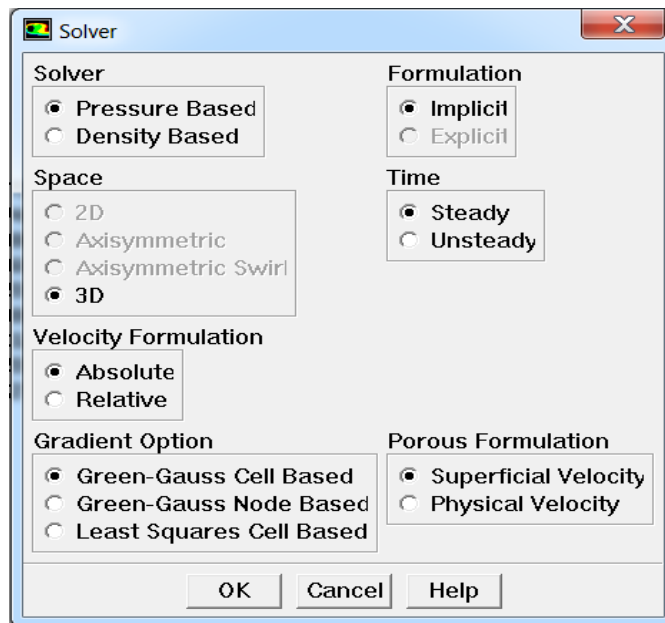 Solver
Solver
Pressure Based
Density Based
Formulation
Implicit
Explicit
Space
2D
Axisymmetric
Axisymmetric Swirl
3D
Time
Steady
Unsteady
Velocity Formulation
Absolute
Relative
Gradient Option
Green-Gauss Cell Based
Green-Gauss Node Based
Least Squares Cell Based
Porous Formulation
Superficial Velocity
Physical Velocity
OK Cancel Help